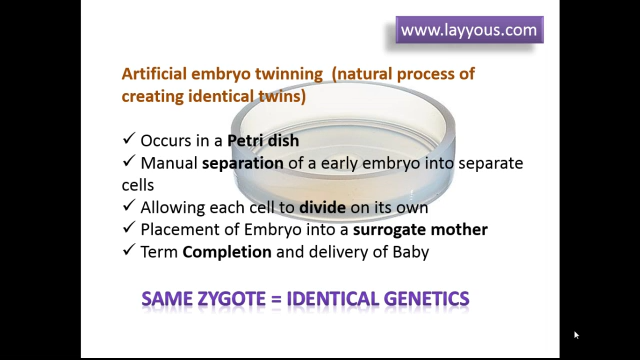 www.layyous.com
Artificial embryo twinning (natural process of
creating identical twins)
✓ Occurs in a Petri dish
✓ Manual separation of a early embryo into separate
cells
✓ Allowing each cell to divide on its own
✓ Placement of Embryo into a surrogate mother
✓ Term Completion and delivery of Baby
SAME ZYGOTE = IDENTICAL GENETICS